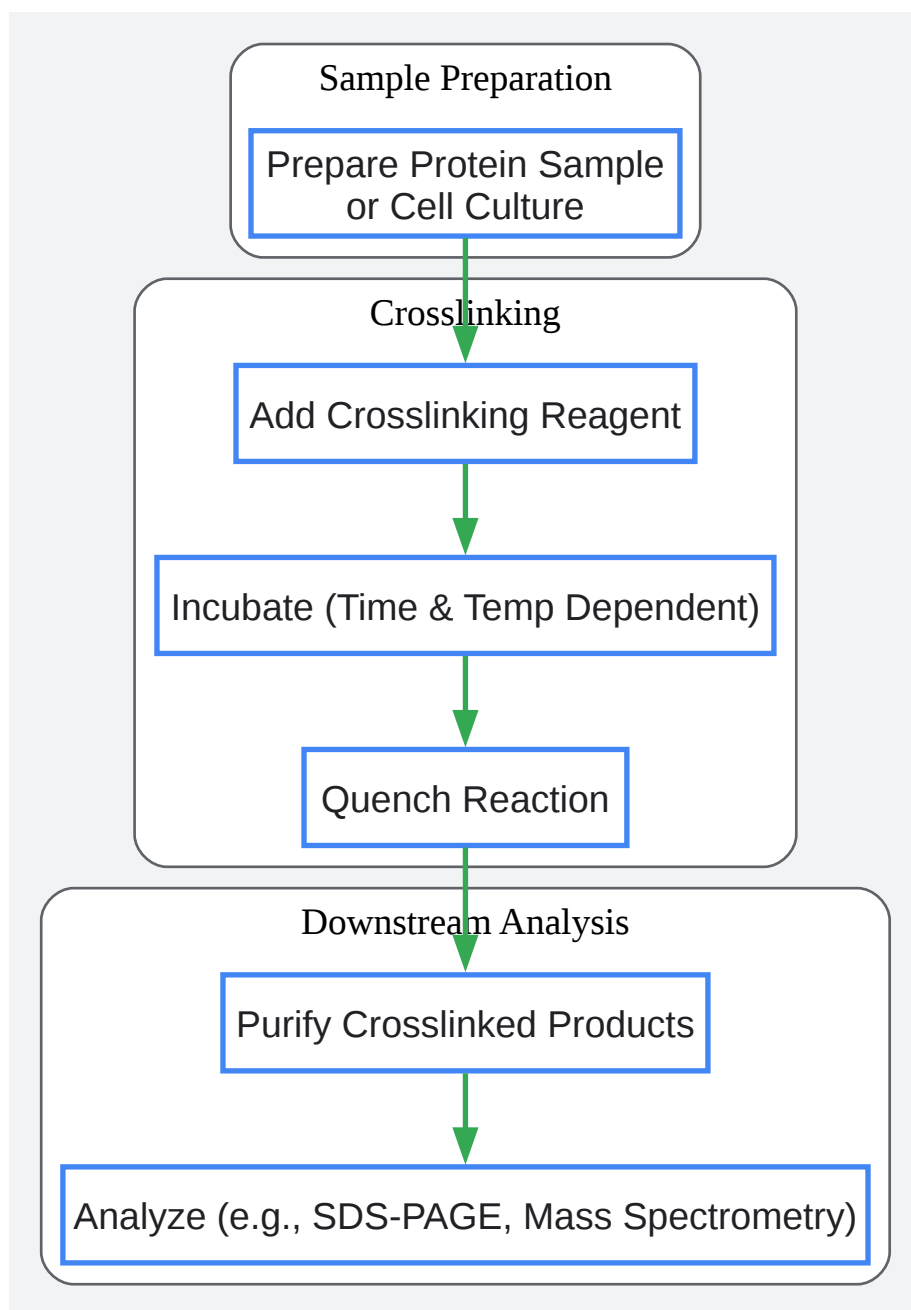 Sample Preparation
Prepare Protein Sample
or Cell Culture
Crosslinking
Add Crosslinking Reagent
Incubate (Time & Temp Dependent)
Quench Reaction
Downstream Analysis
Purify Crosslinked Products
Analyze (e.g., SDS-PAGE, Mass Spectrometry)